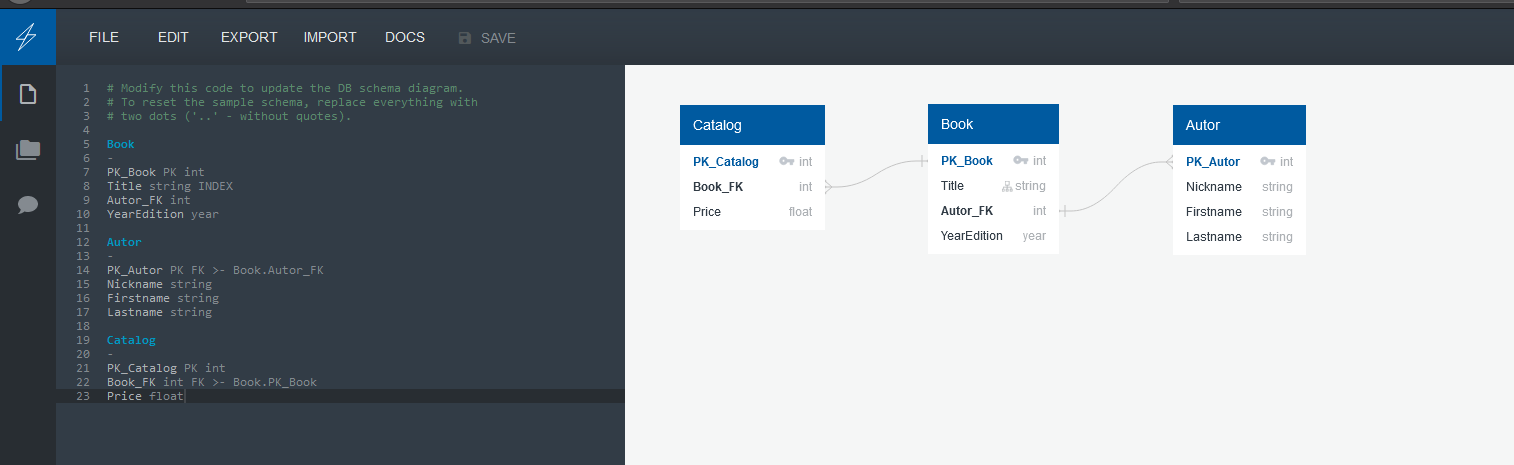 FILE EDIT EXPORT IMPORT DOCS SAVE
1 # Modify this code to update the DB schema diagram.
2 # To reset the sample schema, replace everything with
3 # two dots ('..' - without quotes).
4
5 Book
6 -
7 PK_Book PK int
8 Title string INDEX
9 Autor_FK int
10 YearEdition year
11
12 Autor
13 -
14 PK_Autor PK FK >- Book.Autor_FK
15 Nickname string
16 Firstname string
17 Lastname string
18
19 Catalog
20 -
21 PK_Catalog PK int
22 Book_FK int FK >- Book.PK_Book
23 Price float
Catalog
PK_Catalog int
Book_FK int
Price float
Book
PK_Book int
Title string
Autor_FK int
YearEdition year
Autor
PK_Autor int
Nickname string
Firstname string
Lastname string